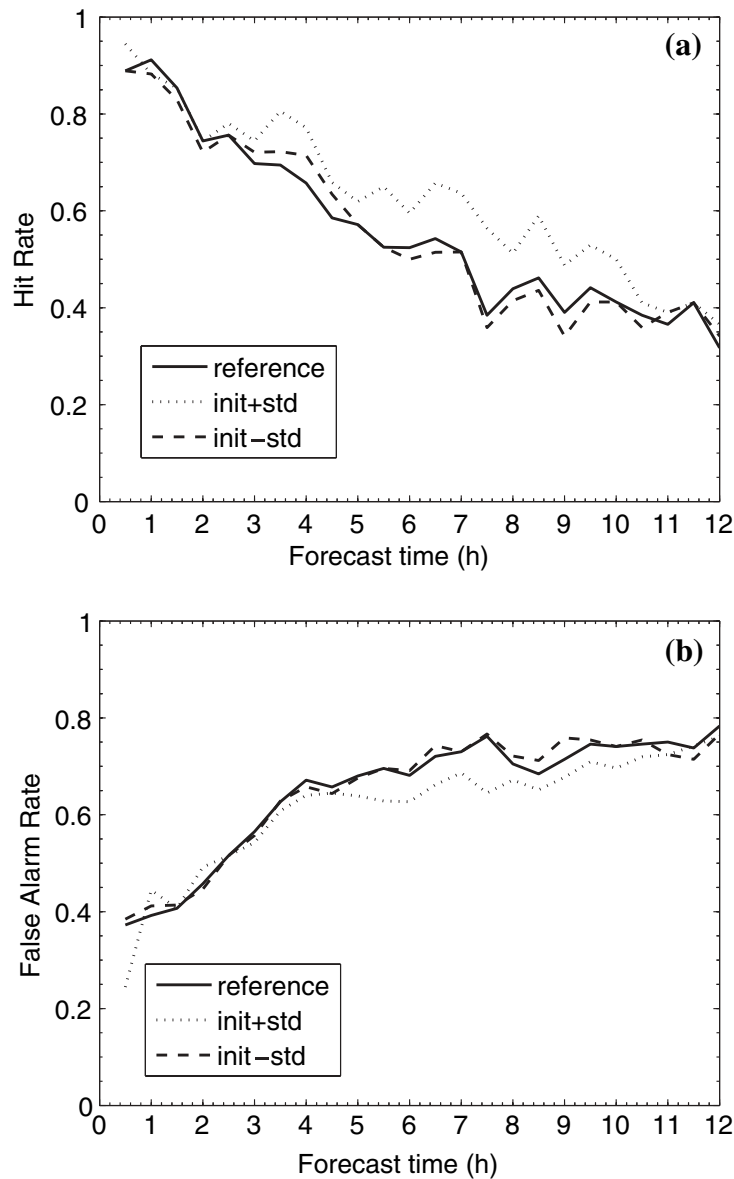 (a)
1
0.8
0.6
0.4
0.2
0
Hit Rate
reference
init+std
init−std
0 1 2 3 4 5 6 7 8 9 10 11 12
Forecast time (h)
(b)
1
0.8
0.6
0.4
0.2
0
False Alarm Rate
reference
init+std
init−std
0 1 2 3 4 5 6 7 8 9 10 11 12
Forecast time (h)